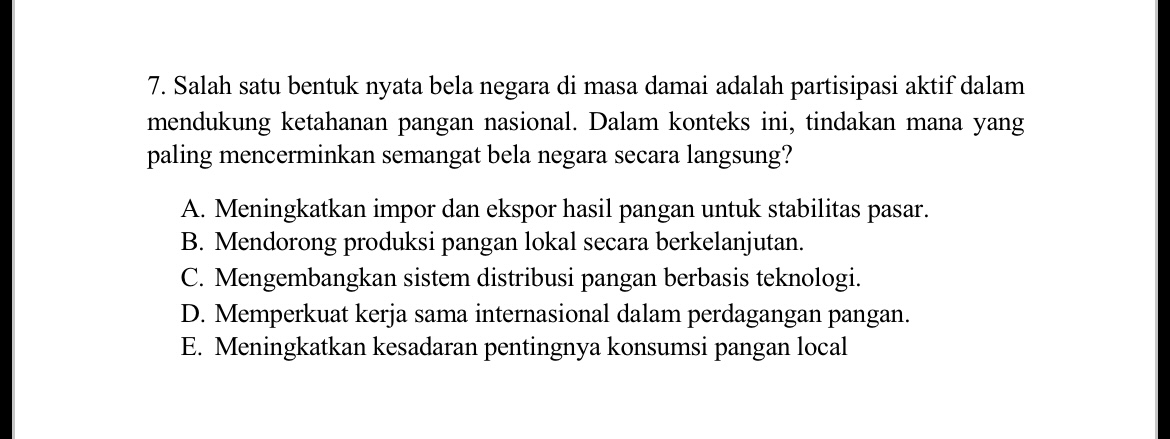 7. Salah satu bentuk nyata bela negara di masa damai adalah partisipasi aktif dalam
mendukung ketahanan pangan nasional. Dalam konteks ini, tindakan mana yang
paling mencerminkan semangat bela negara secara langsung?
A. Meningkatkan impor dan ekspor hasil pangan untuk stabilitas pasar.
B. Mendorong produksi pangan lokal secara berkelanjutan.
C. Mengembangkan sistem distribusi pangan berbasis teknologi.
D. Memperkuat kerja sama internasional dalam perdagangan pangan.
E. Meningkatkan kesadaran pentingnya konsumsi pangan local